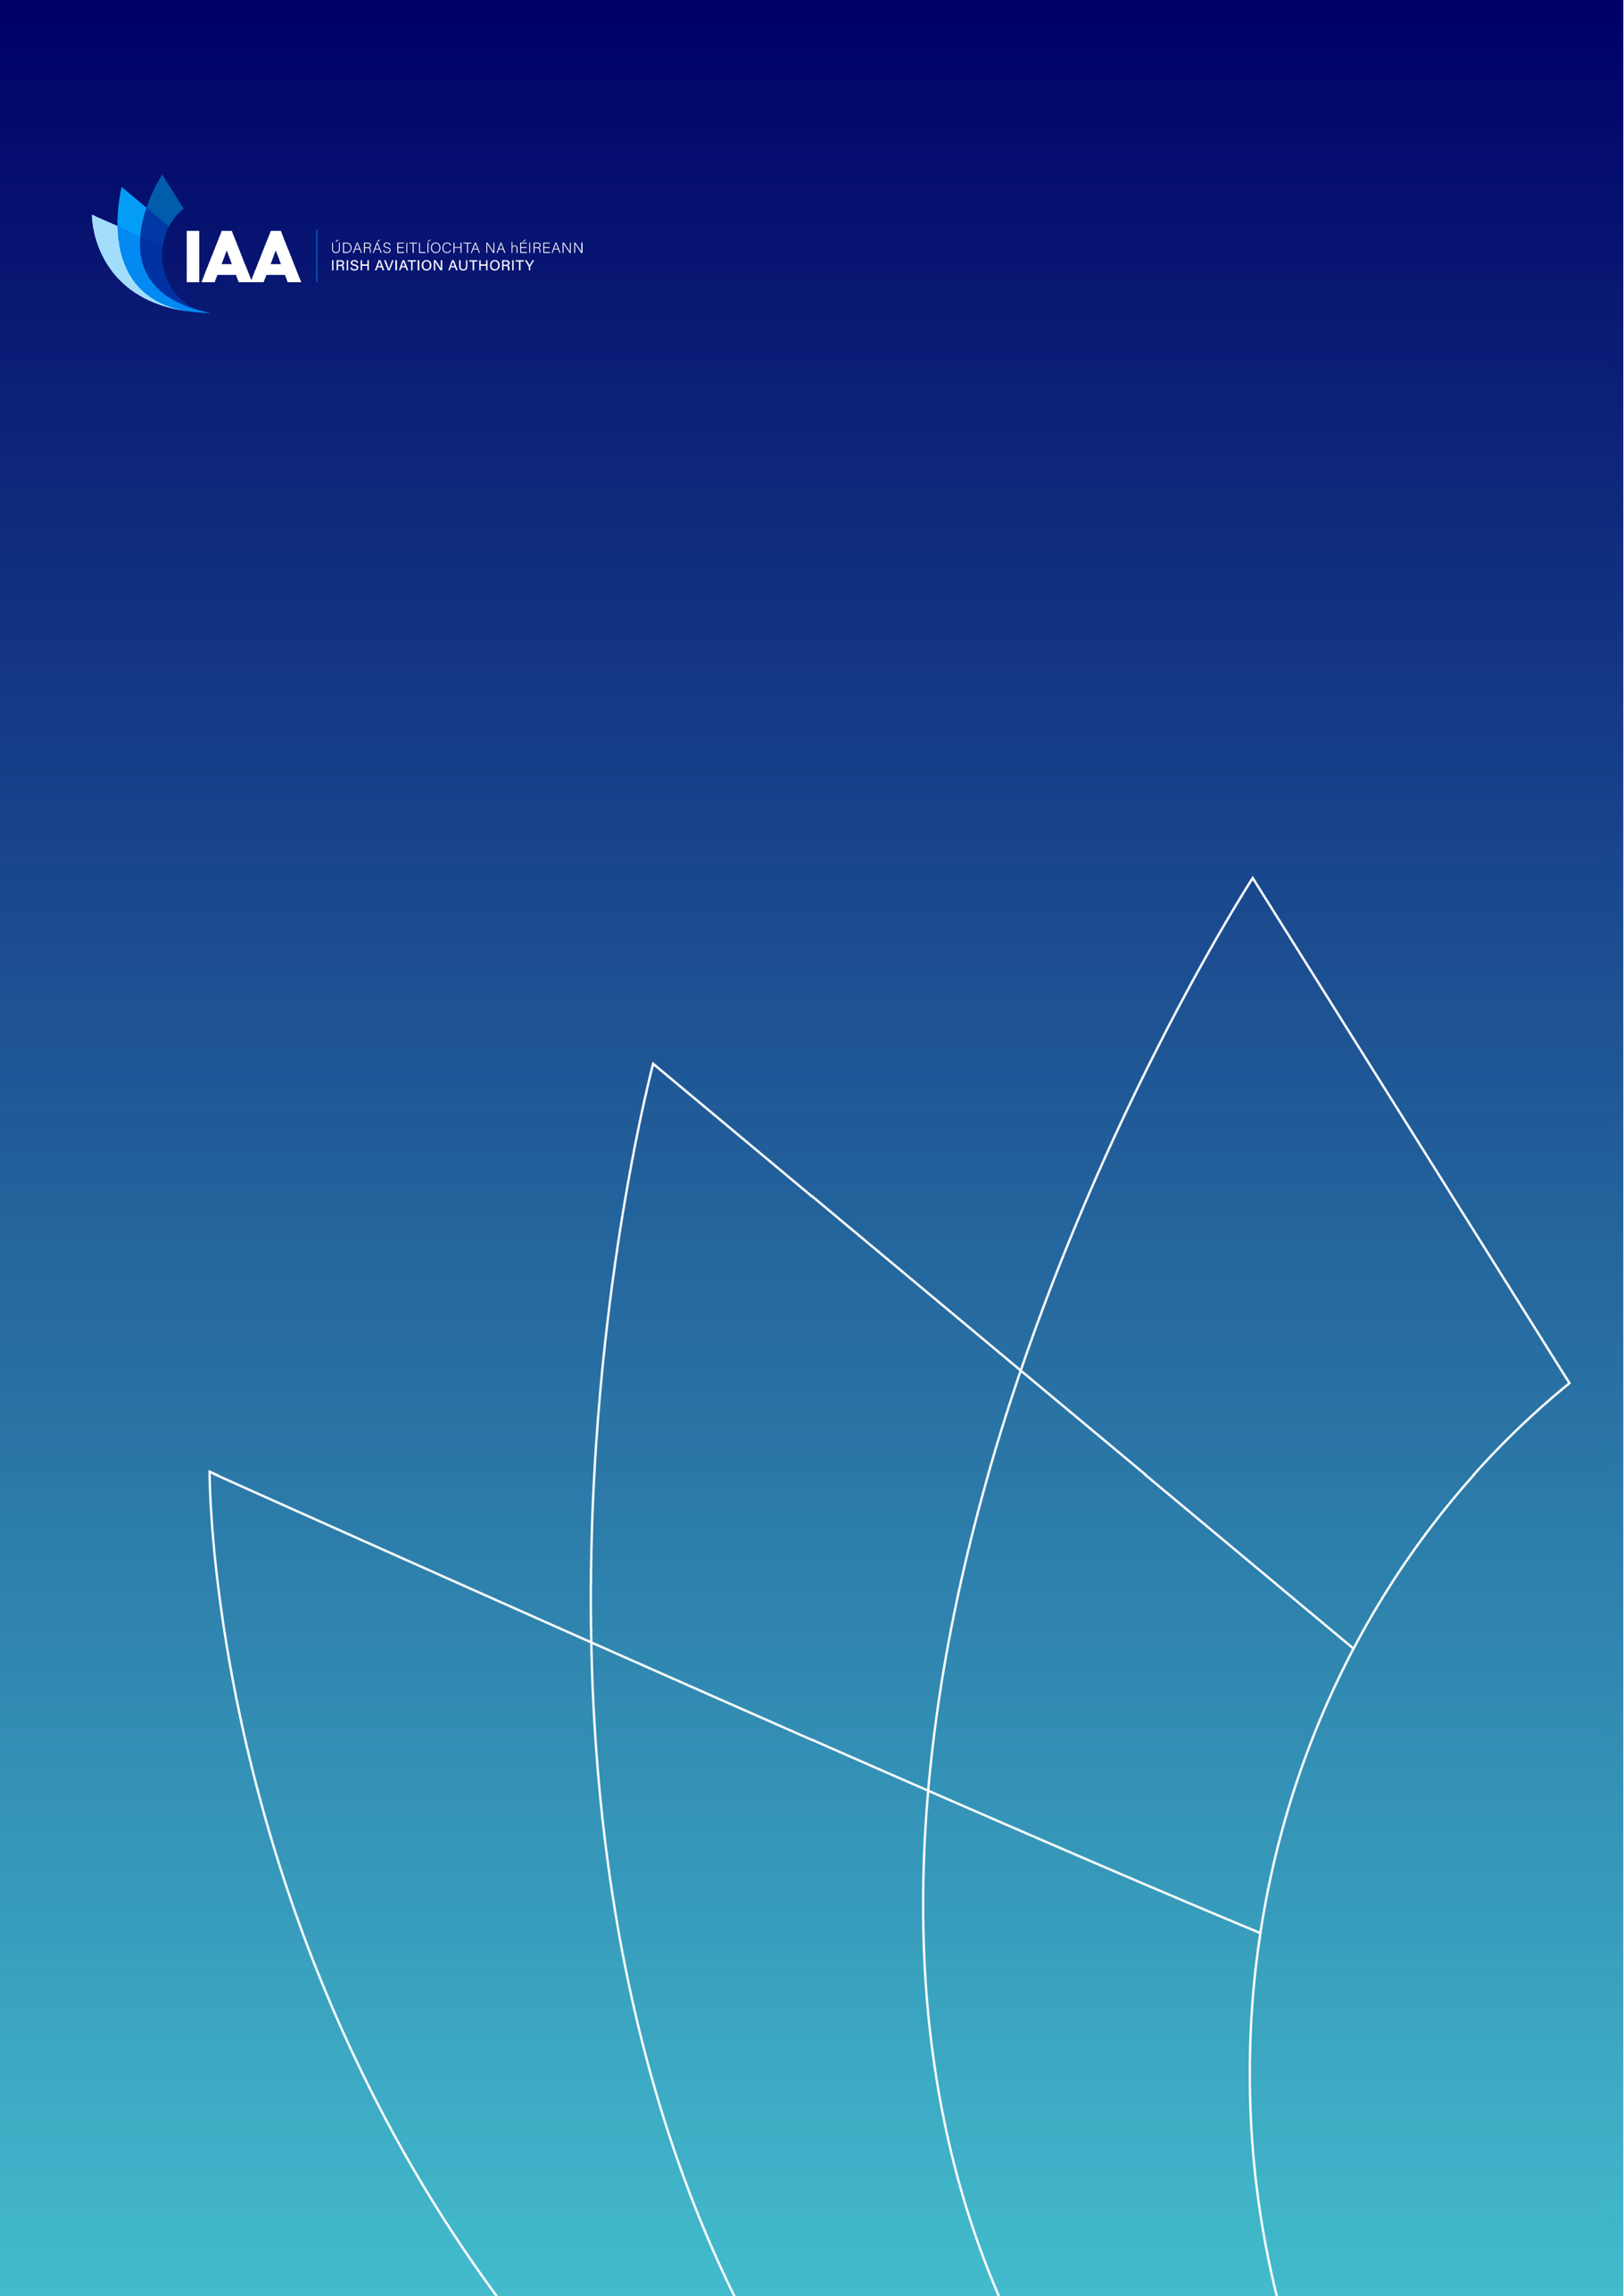 IAA
ÚDARÁS EITLÍOCHTA NA hÉIREANN
IRISH AVIATION AUTHORITY